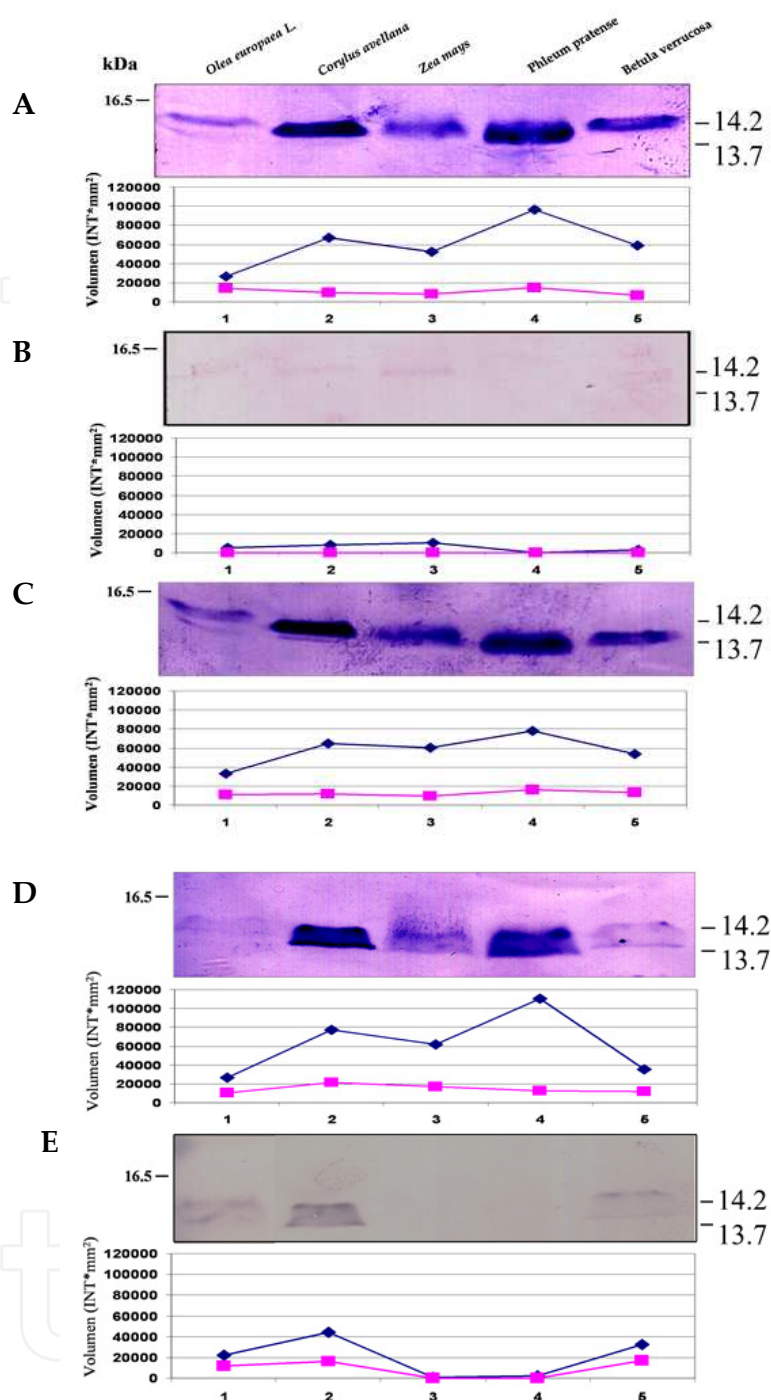 kDa
Olea europaea L.
Corylus avellana
Zea mays
Phleum pratense
Betula verrucosa
A
16.5
14.2
13.7
Volumen (INT*mm²)
120000
100000
80000
60000
40000
20000
0
1 2 3 4 5
B
16.5
14.2
13.7
Volumen (INT*mm²)
120000
100000
80000
60000
40000
20000
0
1 2 3 4 5
C
16.5
14.2
13.7
Volumen (INT*mm²)
120000
100000
80000
60000
40000
20000
0
1 2 3 4 5
D
16.5
14.2
13.7
Volumen (INT*mm²)
120000
100000
80000
60000
40000
20000
0
1 2 3 4 5
E
16.5
14.2
13.7
Volumen (INT*mm²)
120000
100000
80000
60000
40000
20000
0
1 2 3 4 5